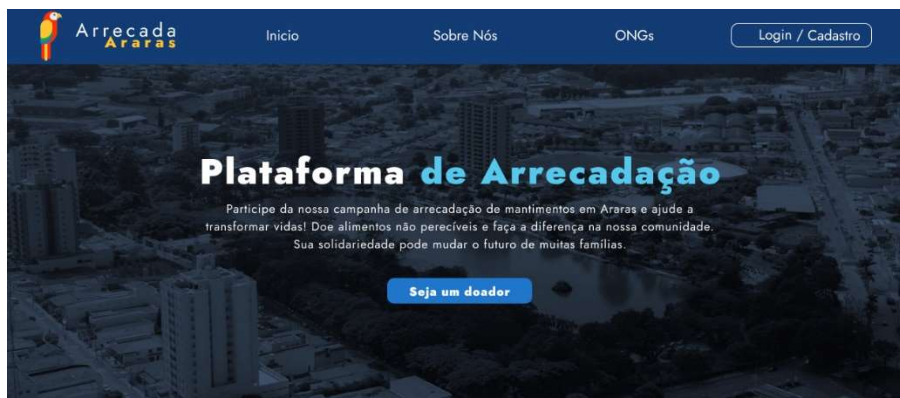 Arrecada
Araras
Inicio
Sobre Nós
ONGs
Login / Cadastro
Plataforma de Arrecadação
Participe da nossa campanha de arrecadação de mantimentos em Araras e ajude a
transformar vidas! Doe alimentos não perecíveis e faça a diferença na nossa comunidade.
Sua solidariedade pode mudar o futuro de muitas famílias.
Seja um doador